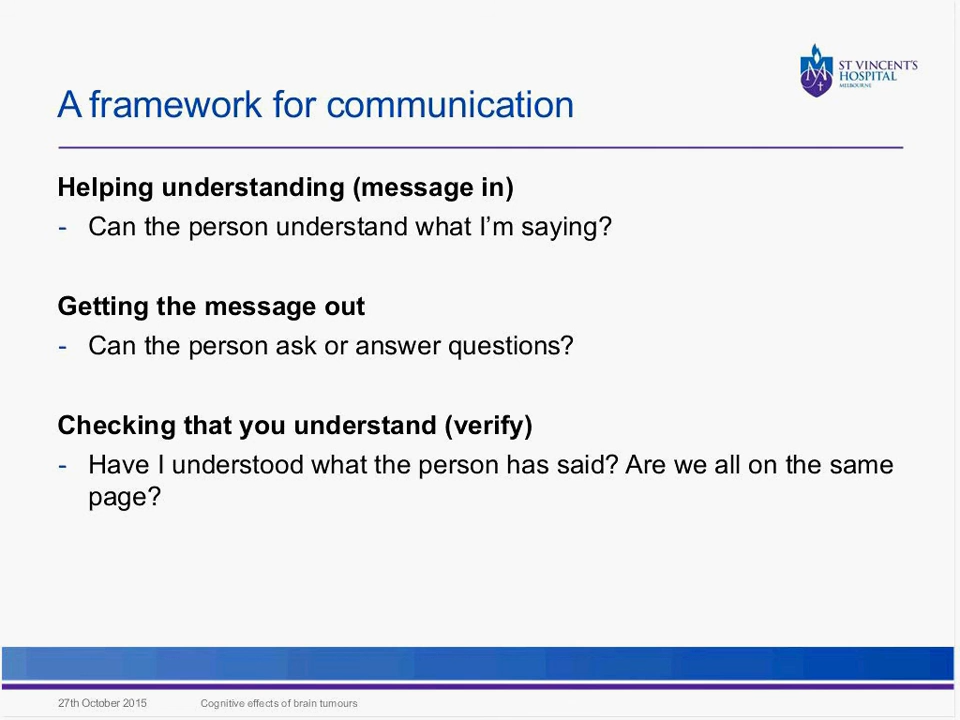 ST VINCENT'S
HOSPITAL
MELBOURNE
A framework for communication
Helping understanding (message in)
- Can the person understand what I’m saying?
Getting the message out
- Can the person ask or answer questions?
Checking that you understand (verify)
- Have I understood what the person has said? Are we all on the same
page?
27th October 2015 Cognitive effects of brain tumours